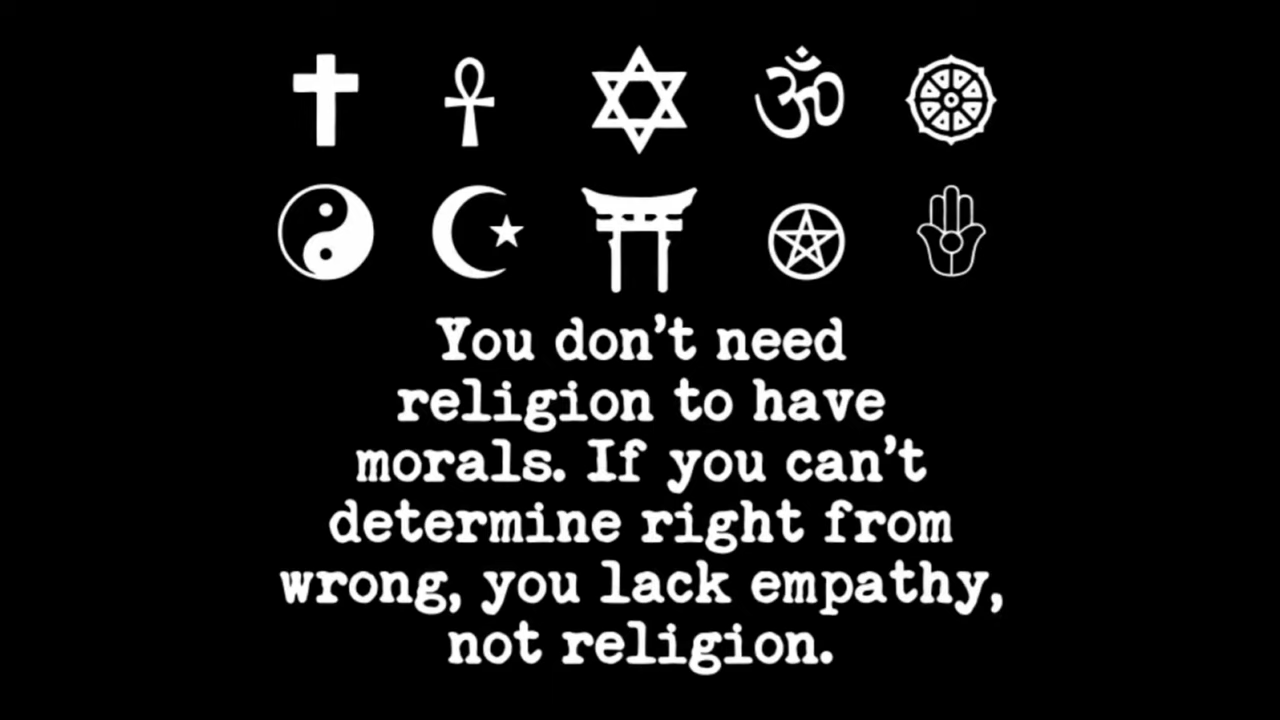 You don't need
religion to have
morals. If you can't
determine right from
wrong, you lack empathy,
not religion.